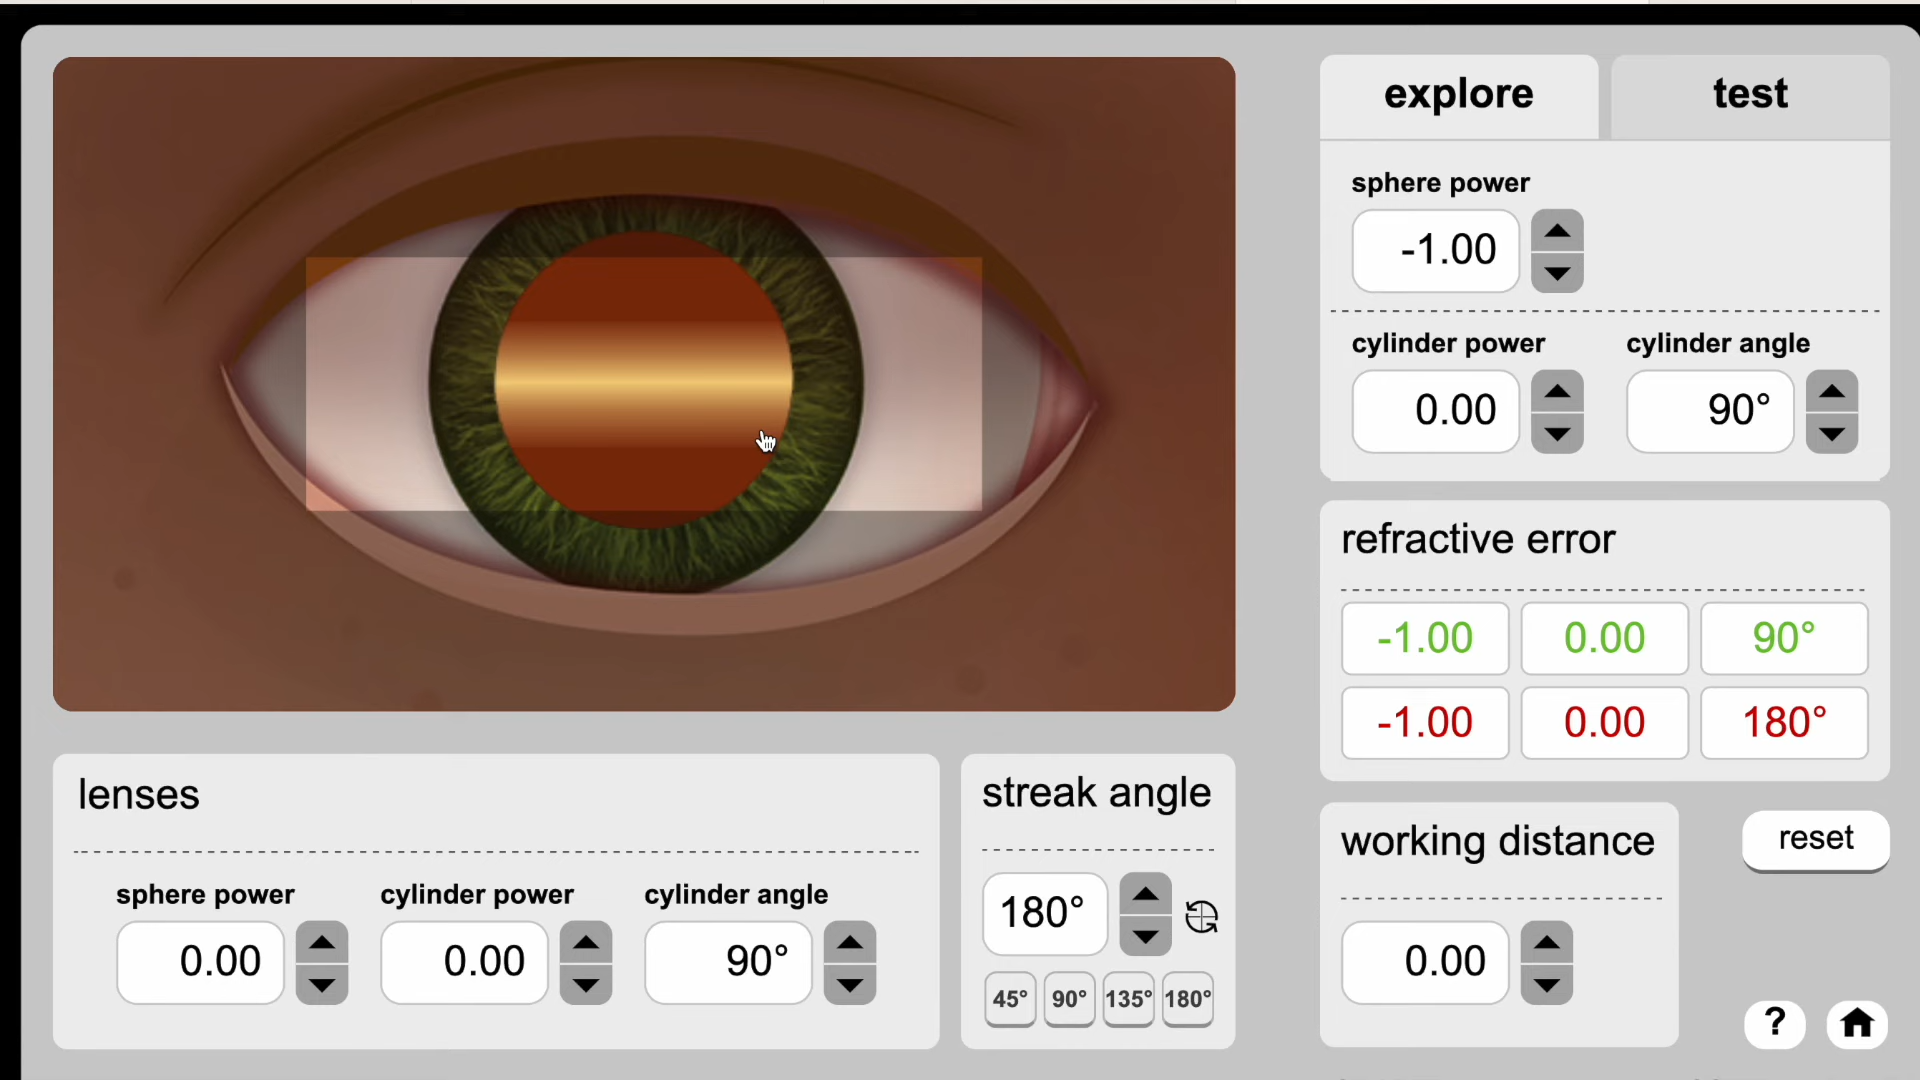 explore
test
sphere power
-1.00
cylinder power
cylinder angle
0.00
90°
refractive error
-1.00 0.00 90°
-1.00 0.00 180°
lenses
sphere power
cylinder power
cylinder angle
0.00
0.00
90°
streak angle
180°
45° 90° 135° 180°
working distance
0.00
reset
?